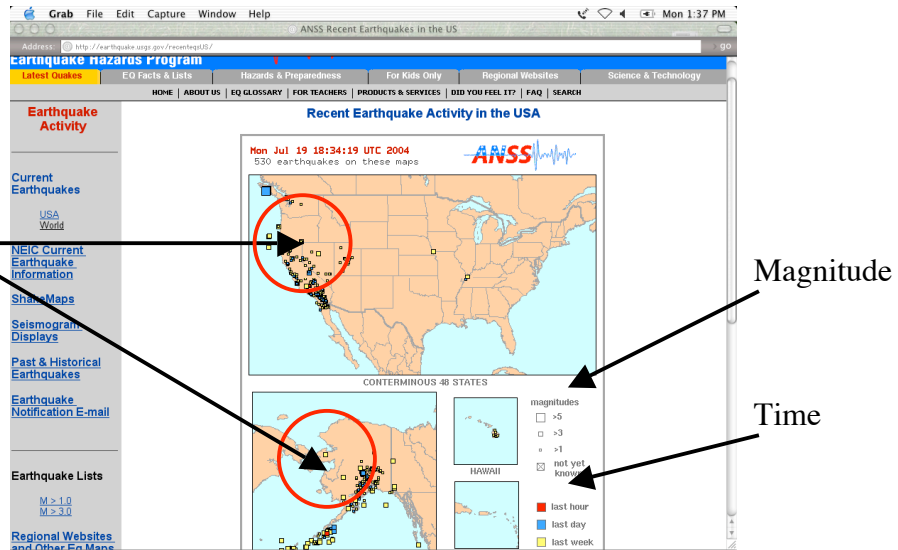 Grab File Edit Capture Window Help Mon 1:37 PM
ANSS Recent Earthquakes in the US
Address: http://earthquake.usgs.gov/recenteqsUS/ go
Earthquake Hazards Program
Latest Quakes EQ Facts & Lists Hazards & Preparedness For Kids Only Regional Websites Science & Technology
HOME | ABOUT US | EQ GLOSSARY | FOR TEACHERS | PRODUCTS & SERVICES | DID YOU FEEL IT? | FAQ | SEARCH
Earthquake
Activity
Current
Earthquakes
USA
World
NEIC Current
Earthquake
Information
ShakeMaps
Seismogram
Displays
Past & Historical
Earthquakes
Earthquake
Notification E-mail
Earthquake Lists
M > 1.0
M > 3.0
Regional Websites
and Other Eq Maps
Recent Earthquake Activity in the USA
Mon Jul 19 18:34:19 UTC 2004
530 earthquakes on these maps
ANSS
CONTERMINOUS 48 STATES
HAWAII
magnitudes
>5
>3
>1
not yet
known
last hour
last day
last week
Magnitude
Time